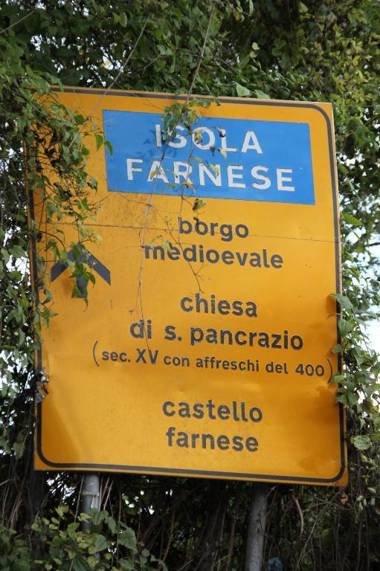 ISOLA
FARNESE
borgo
medioevale
chiesa
di s. pancrazio
(sec. XV con affreschi del 400)
castello
farnese